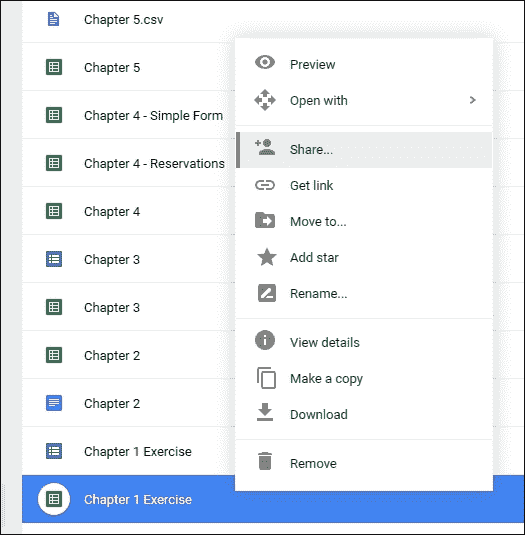 Chapter 5.csv
Chapter 5
Chapter 4 - Simple Form
Chapter 4 - Reservations
Chapter 4
Chapter 3
Chapter 3
Chapter 2
Chapter 2
Chapter 1 Exercise
Chapter 1 Exercise
Preview
Open with
Share...
Get link
Move to...
Add star
Rename...
View details
Make a copy
Download
Remove